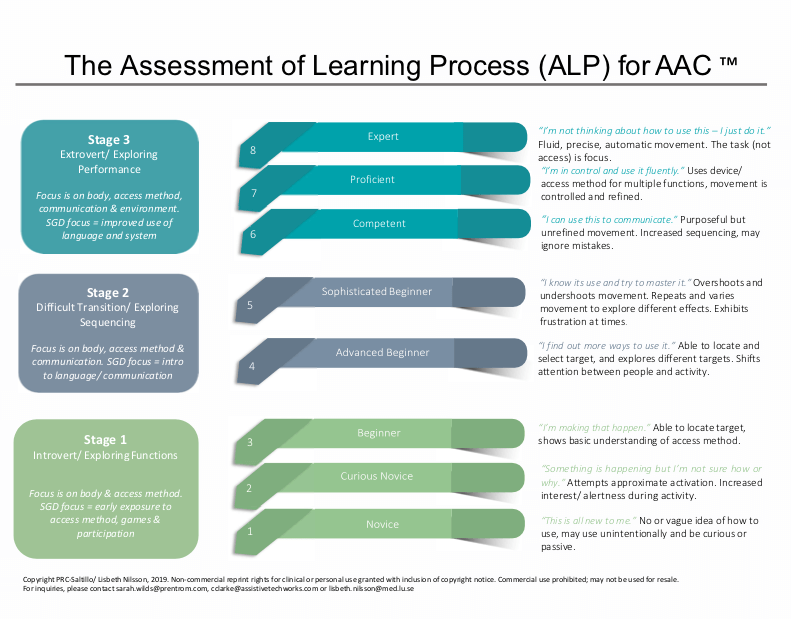 The Assessment of Learning Process (ALP) for AAC ™
Stage 3
Extrovert/ Exploring
Performance
Focus is on body, access method,
communication & environment.
SGD focus = improved use of
language and system
8
Expert
"I'm not thinking about how to use this – I just do it."
Fluid, precise, automatic movement. The task (not
access) is focus.
7
Proficient
"I'm in control and use it fluently." Uses device/
access method for multiple functions, movement is
controlled and refined.
6
Competent
"I can use this to communicate." Purposeful but
unrefined movement. Increased sequencing, may
ignore mistakes.
Stage 2
Difficult Transition/ Exploring
Sequencing
Focus is on body, access method &
communication. SGD focus = intro
to language/ communication
5
Sophisticated Beginner
"I know its use and try to master it." Overshoots and
undershoots movement. Repeats and varies
movement to explore different effects. Exhibits
frustration at times.
4
Advanced Beginner
"I find out more ways to use it." Able to locate and
select target, and explores different targets. Shifts
attention between people and activity.
Stage 1
Introvert/ Exploring Functions
Focus is on body & access method.
SGD focus = early exposure to
access method, games &
participation
3
Beginner
"I'm making that happen." Able to locate target,
shows basic understanding of access method.
2
Curious Novice
"Something is happening but I'm not sure how or
why." Attempts approximate activation. Increased
interest/ alertness during activity.
1
Novice
"This is all new to me." No or vague idea of how to
use, may use unintentionally and be curious or
passive.
Copyright PRC-Saltillo/ Lisbeth Nilsson, 2019. Non-commercial reprint rights for clinical or personal use granted with inclusion of copyright notice. Commercial use prohibited; may not be used for resale.
For inquiries, please contact sarah.wilds@prentrom.com, cclarke@assistivetechworks.com or lisbeth.nilsson@med.lu.se